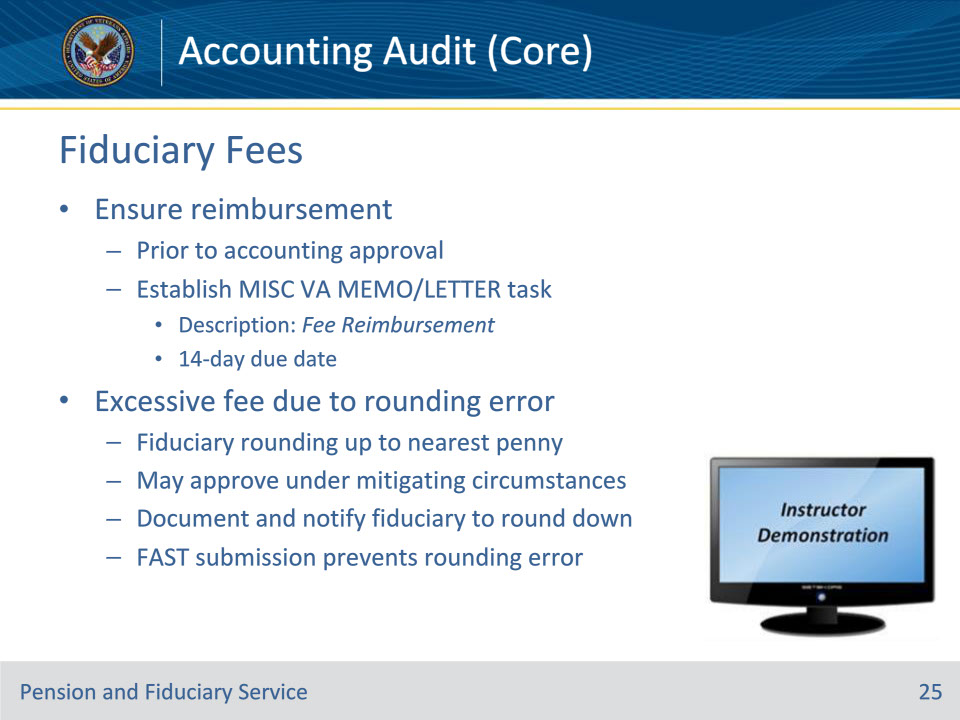 Accounting Audit (Core)
Fiduciary Fees
• Ensure reimbursement
– Prior to accounting approval
– Establish MISC VA MEMO/LETTER task
• Description: Fee Reimbursement
• 14-day due date
• Excessive fee due to rounding error
– Fiduciary rounding up to nearest penny
– May approve under mitigating circumstances
– Document and notify fiduciary to round down
– FAST submission prevents rounding error
Instructor
Demonstration
Pension and Fiduciary Service
25